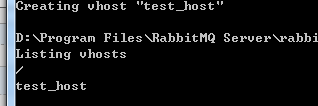 Creating vhost "test_host"
D:\Program Files\RabbitMQ Server\rabbi
Listing vhosts
/
test_host